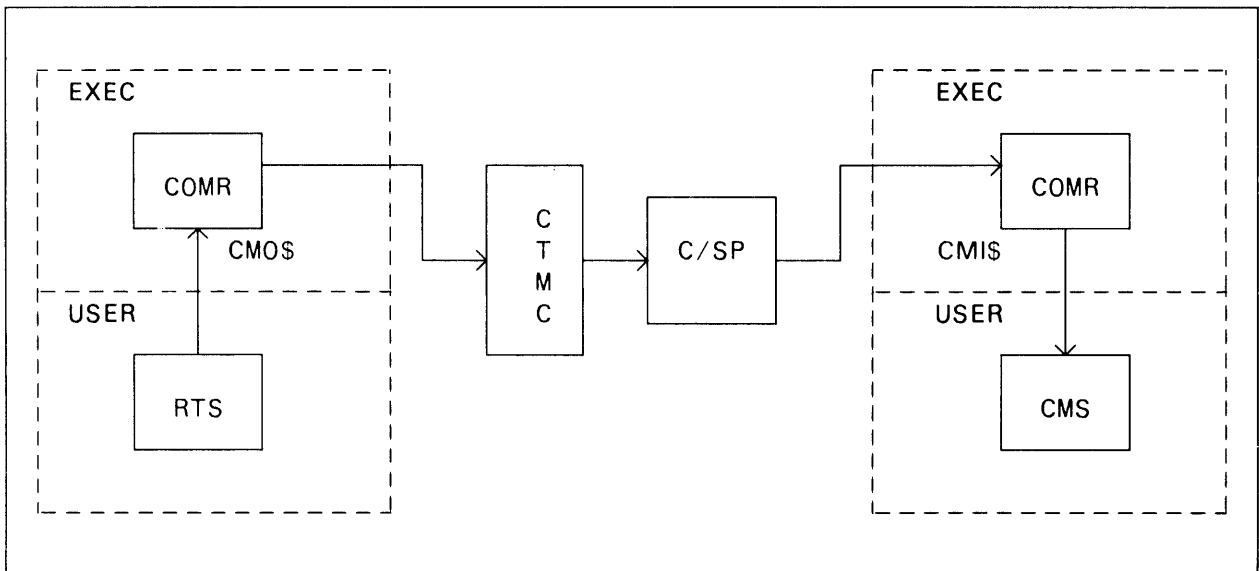 EXEC
COMR
CMO$
USER
RTS
C
T
M
C
C/SP
EXEC
COMR
CMI$
USER
CMS